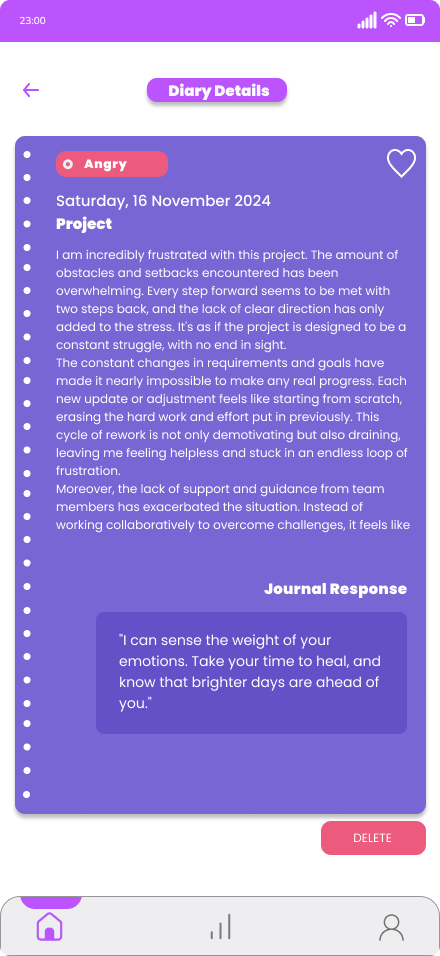 23:00
Diary Details
Angry
Saturday, 16 November 2024
Project
I am incredibly frustrated with this project. The amount of
obstacles and setbacks encountered has been
overwhelming. Every step forward seems to be met with
two steps back, and the lack of clear direction has only
added to the stress. It's as if the project is designed to be a
constant struggle, with no end in sight.
The constant changes in requirements and goals have
made it nearly impossible to make any real progress. Each
new update or adjustment feels like starting from scratch,
erasing the hard work and effort put in previously. This
cycle of rework is not only demotivating but also draining,
leaving me feeling helpless and stuck in an endless loop of
frustration.
Moreover, the lack of support and guidance from team
members has exacerbated the situation. Instead of
working collaboratively to overcome challenges, it feels like
Journal Response
"I can sense the weight of your
emotions. Take your time to heal, and
know that brighter days are ahead of
you."
DELETE